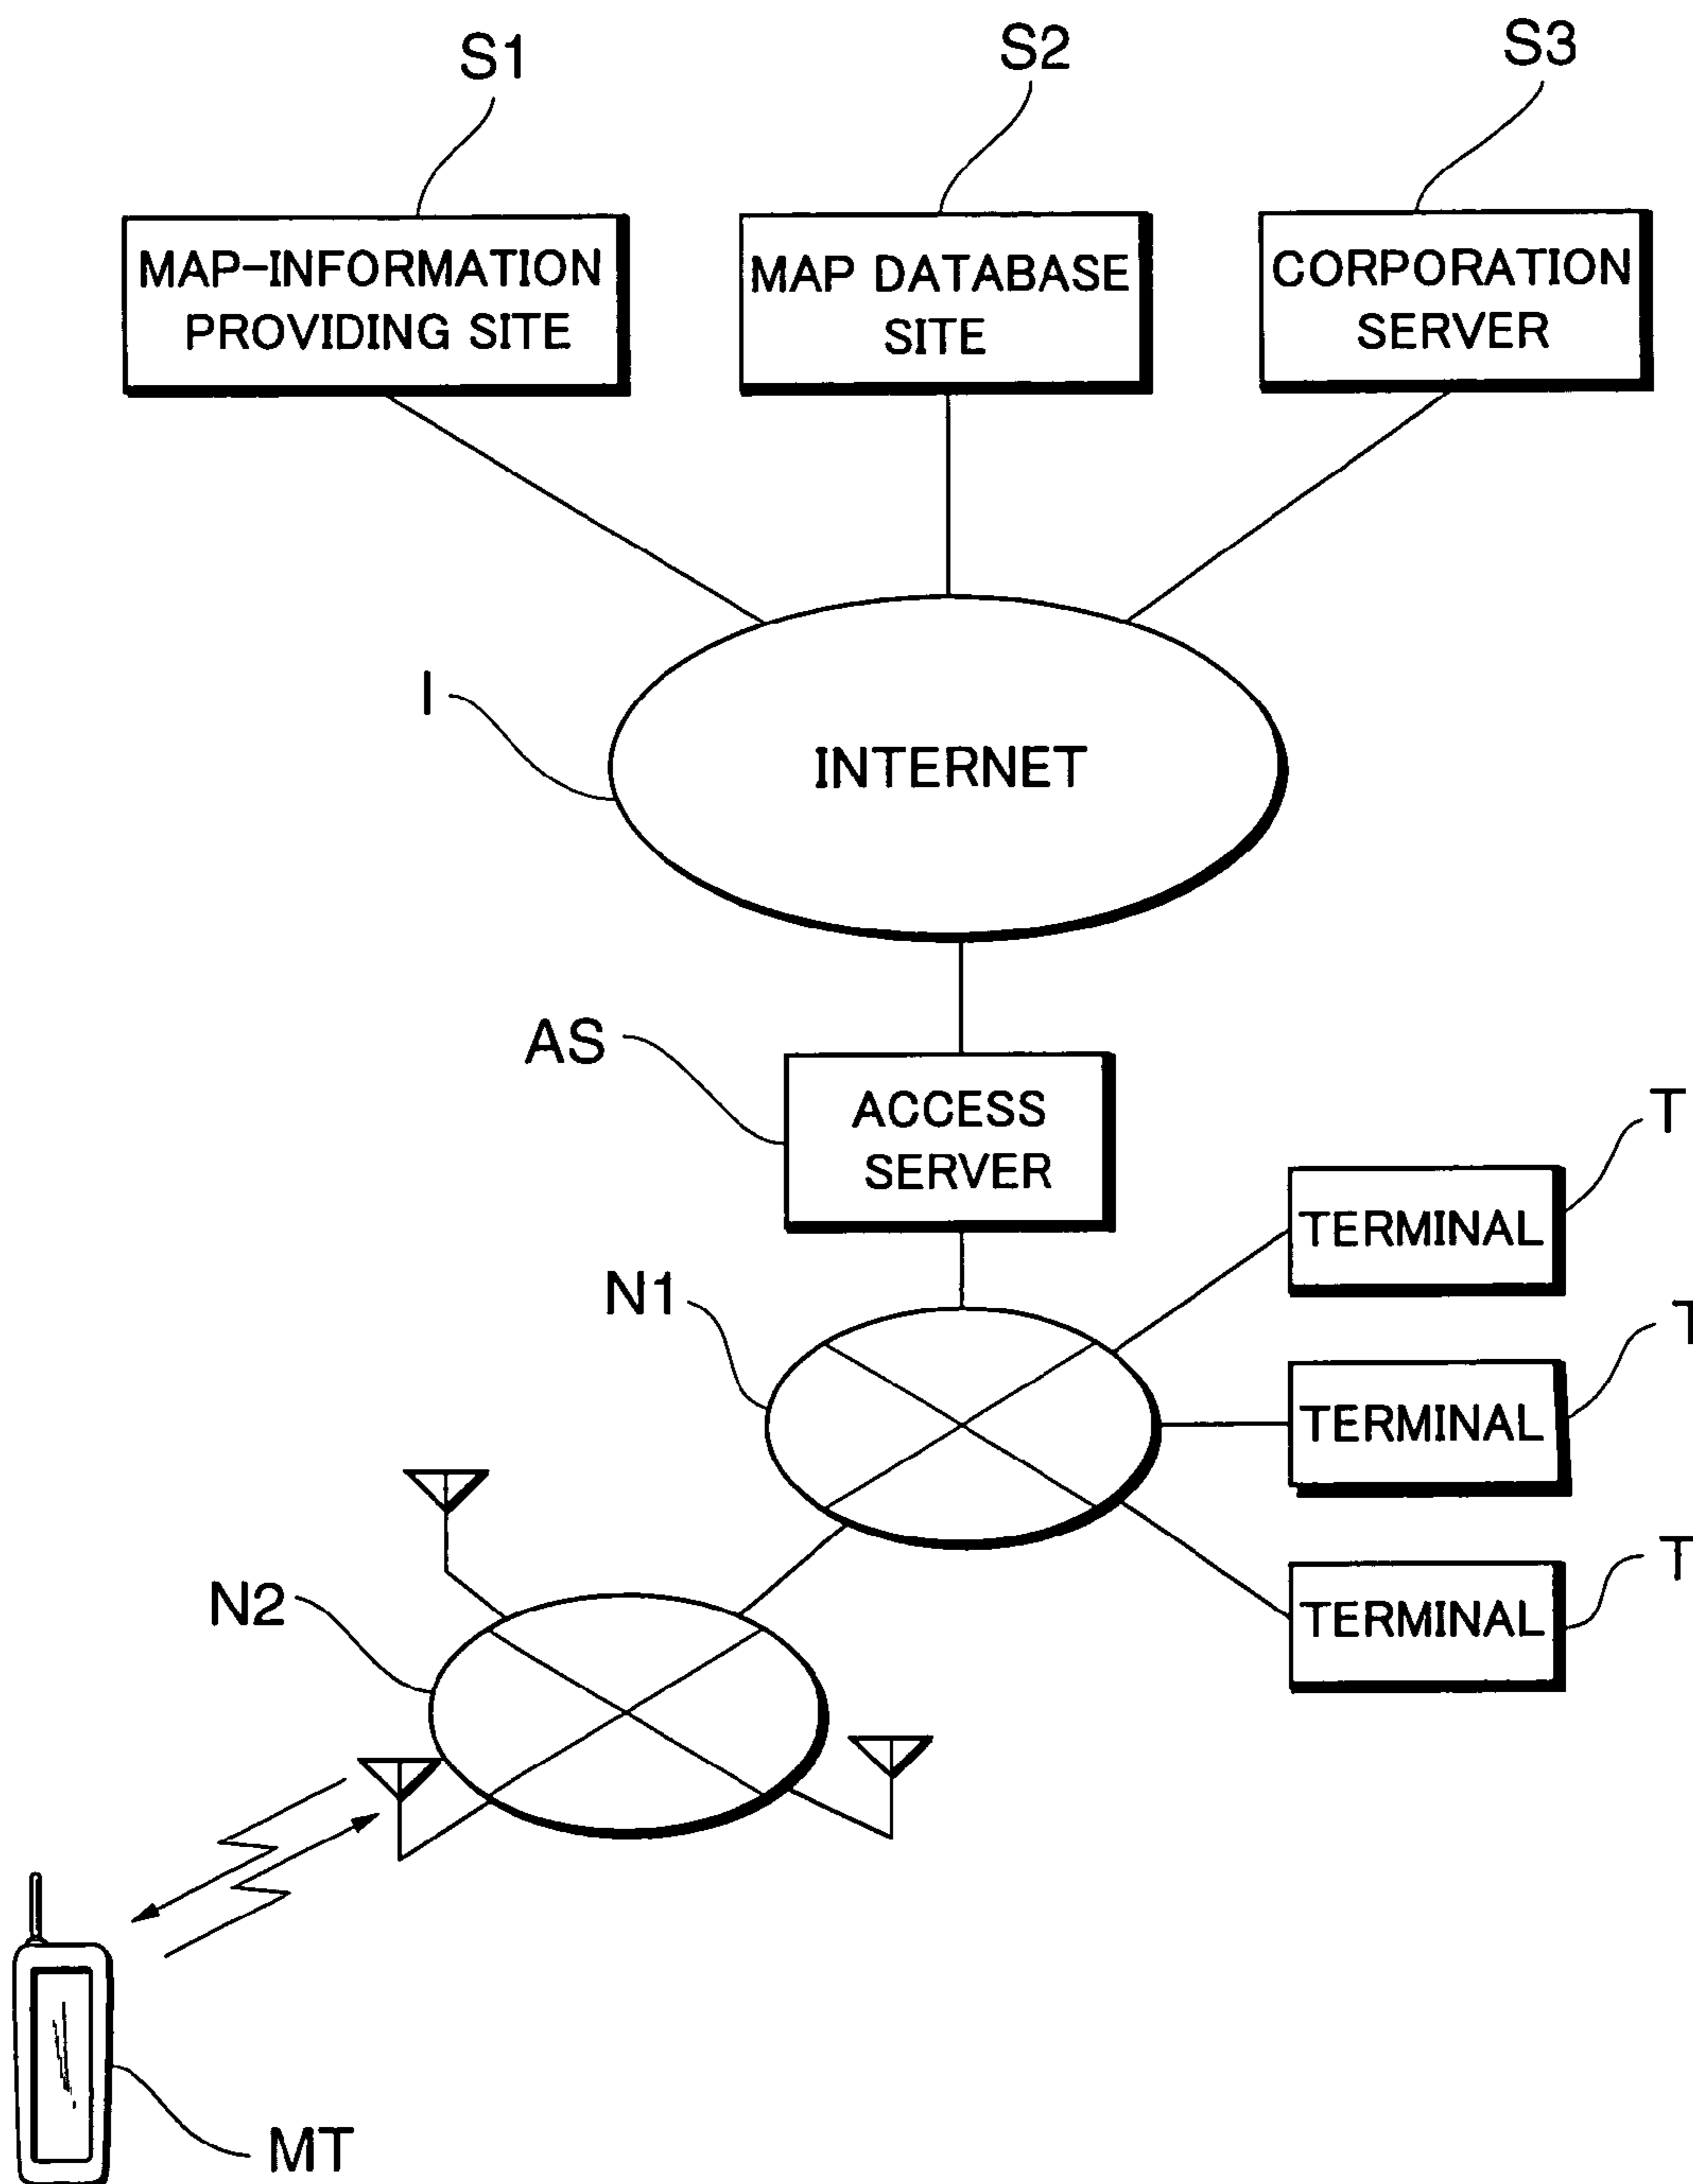 S1
S2
S3
MAP-INFORMATION
PROVIDING SITE
MAP DATABASE
SITE
CORPORATION
SERVER
I
INTERNET
AS
ACCESS
SERVER
T
TERMINAL
N1
T
TERMINAL
T
TERMINAL
N2
MT